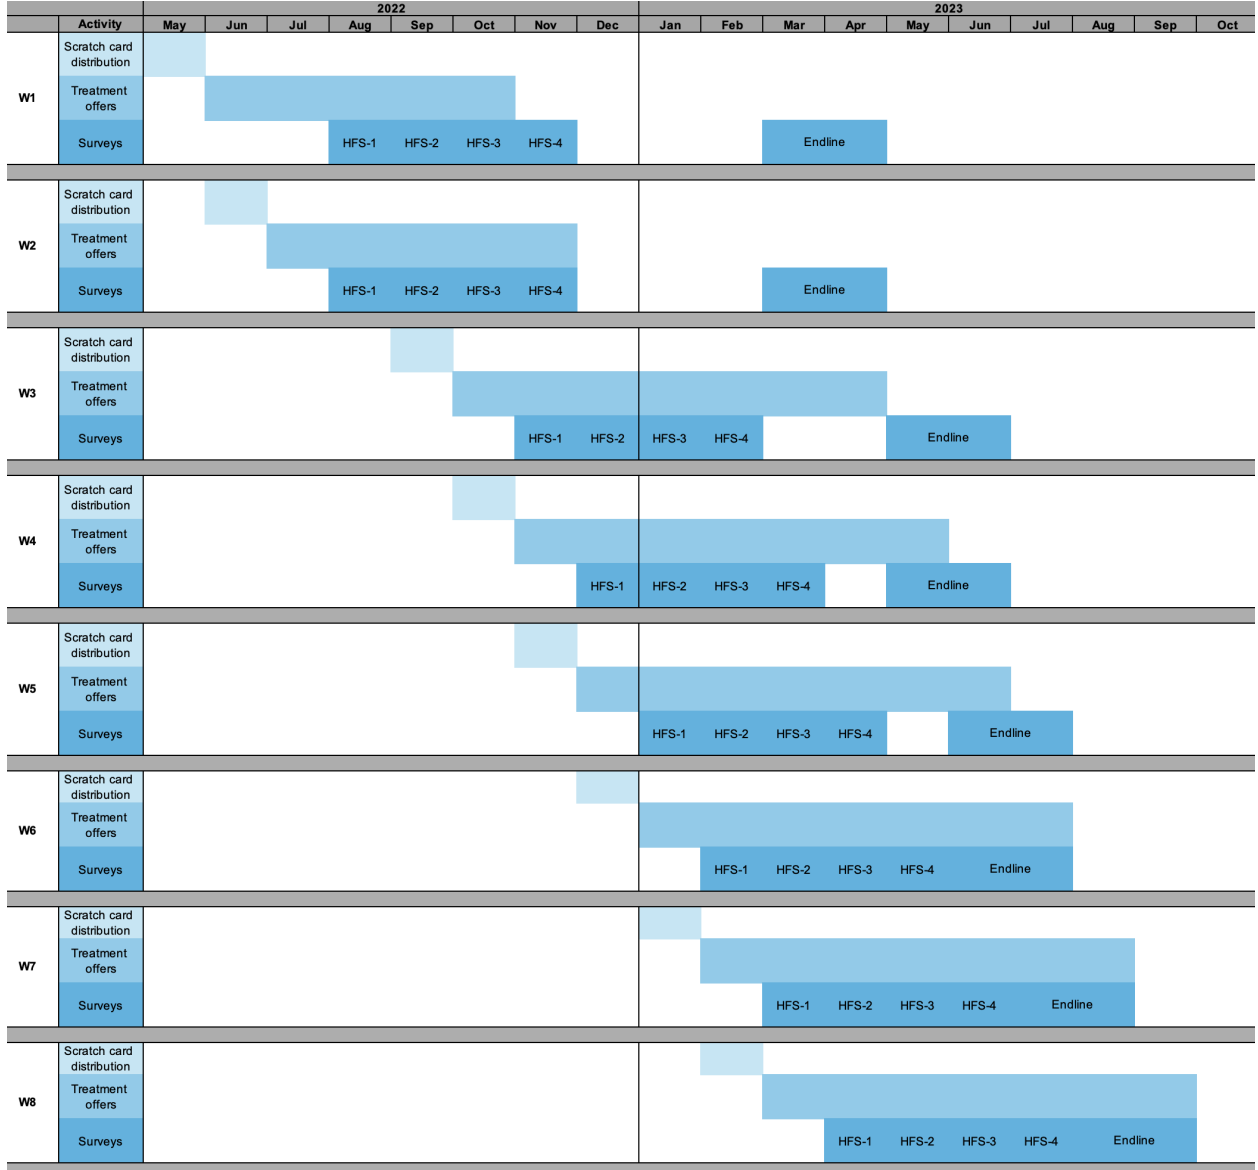 2022 2023
Activity May Jun Jul Aug Sep Oct Nov Dec Jan Feb Mar Apr May Jun Jul Aug Sep Oct
Scratch card
distribution
W1
Treatment
offers
Surveys HFS-1 HFS-2 HFS-3 HFS-4 Endline
Scratch card
distribution
W2
Treatment
offers
Surveys HFS-1 HFS-2 HFS-3 HFS-4 Endline
Scratch card
distribution
W3
Treatment
offers
Surveys HFS-1 HFS-2 HFS-3 HFS-4 Endline
Scratch card
distribution
W4
Treatment
offers
Surveys HFS-1 HFS-2 HFS-3 HFS-4 Endline
Scratch card
distribution
W5
Treatment
offers
Surveys HFS-1 HFS-2 HFS-3 HFS-4 Endline
Scratch card
distribution
W6
Treatment
offers
Surveys HFS-1 HFS-2 HFS-3 HFS-4 Endline
Scratch card
distribution
W7
Treatment
offers
Surveys HFS-1 HFS-2 HFS-3 HFS-4 Endline
Scratch card
distribution
W8
Treatment
offers
Surveys HFS-1 HFS-2 HFS-3 HFS-4 Endline